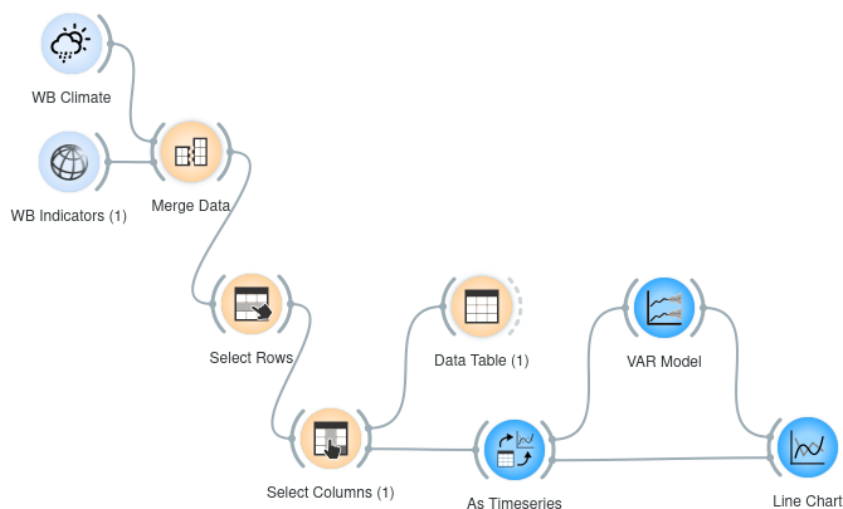 WB Climate
WB Indicators (1)
Merge Data
Select Rows
Data Table (1)
VAR Model
Select Columns (1)
As Timeseries
Line Chart